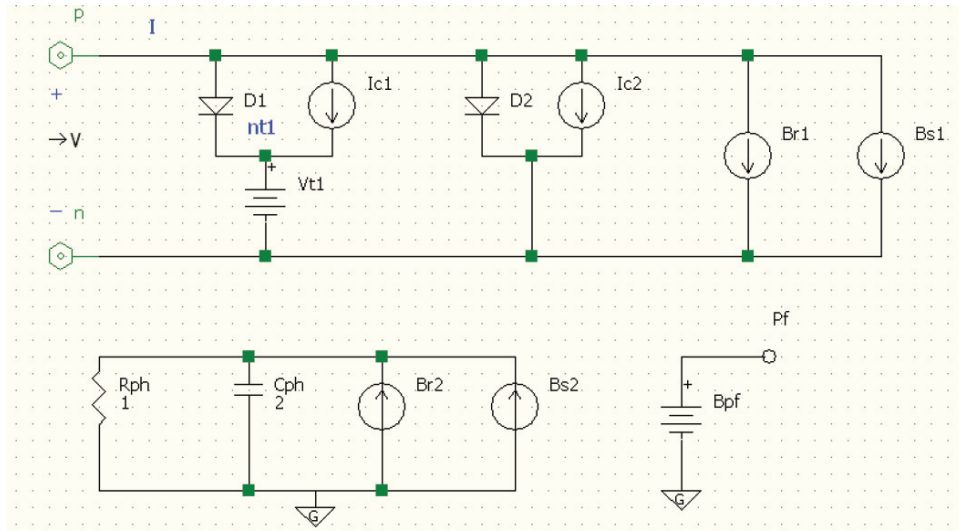 p
I
+
→V
− n
D1
nt1
Ic1
+
Vt1
D2
Ic2
Br1
Bs1
Rph
1
Cph
2
Br2
Bs2
G
Pf
+
Bpf
G